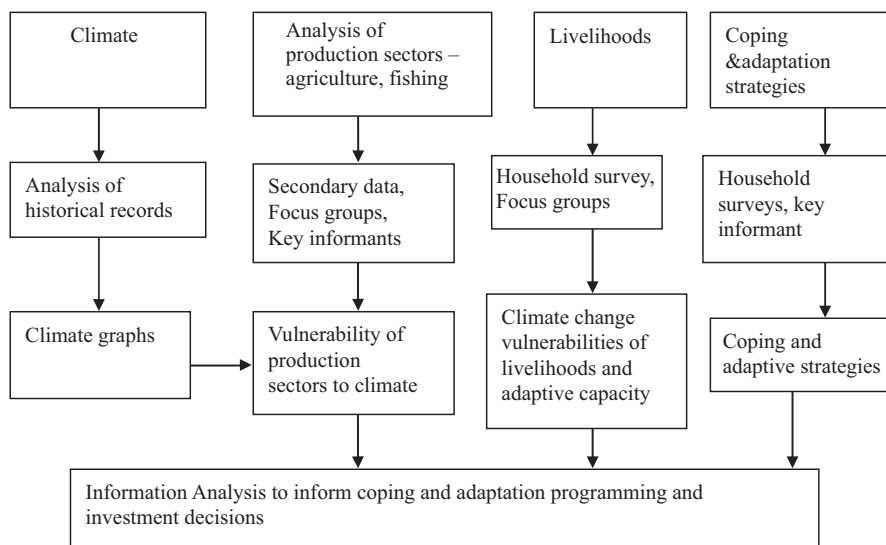 Climate
Analysis of
production sectors –
agriculture, fishing
Livelihoods
Coping
&adaptation
strategies
Analysis of
historical records
Secondary data,
Focus groups,
Key informants
Household survey,
Focus groups
Household
surveys, key
informant
Climate graphs
Vulnerability of
production
sectors to climate
Climate change
vulnerabilities of
livelihoods and
adaptive capacity
Coping and
adaptive strategies
Information Analysis to inform coping and adaptation programming and
investment decisions